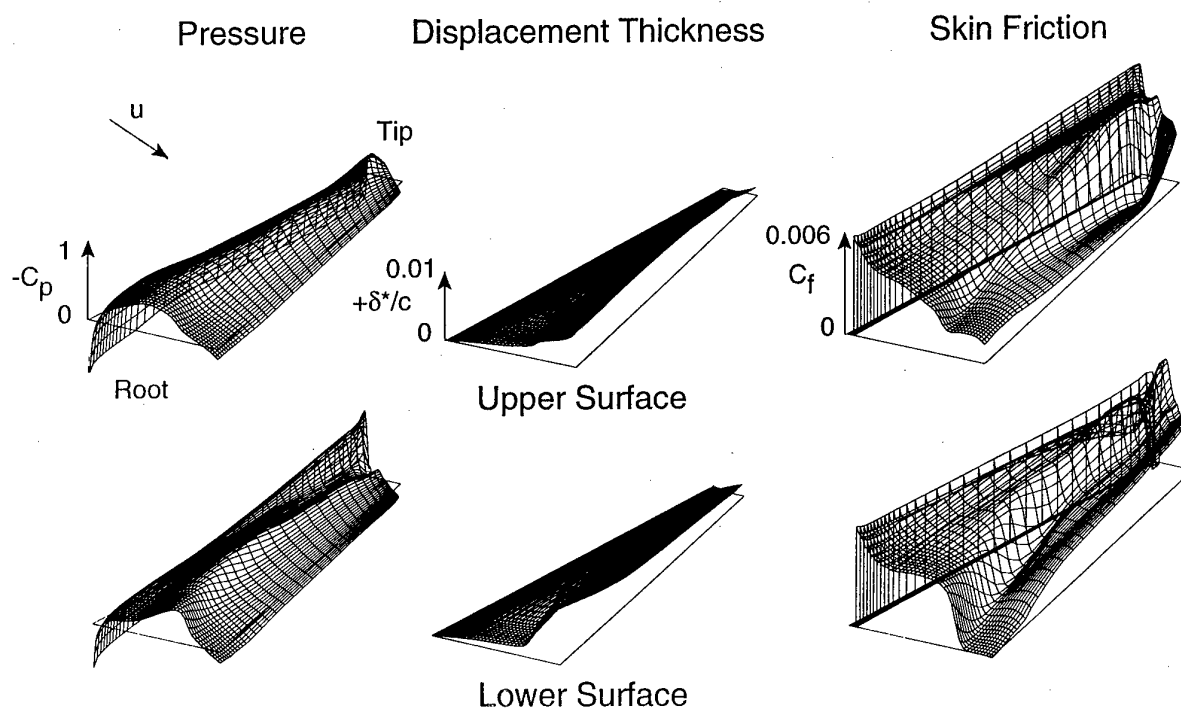 Pressure
Displacement Thickness
Skin Friction
u
Tip
1
-Cp
0
Root
0.01
+δ*/c
0
0.006
Cf
0
Upper Surface
Lower Surface